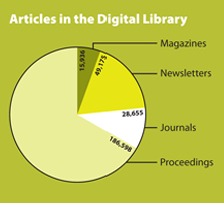 Articles in the Digital Library
Magazines
15,936
49,175
Newsletters
28,655
Journals
186,598
Proceedings